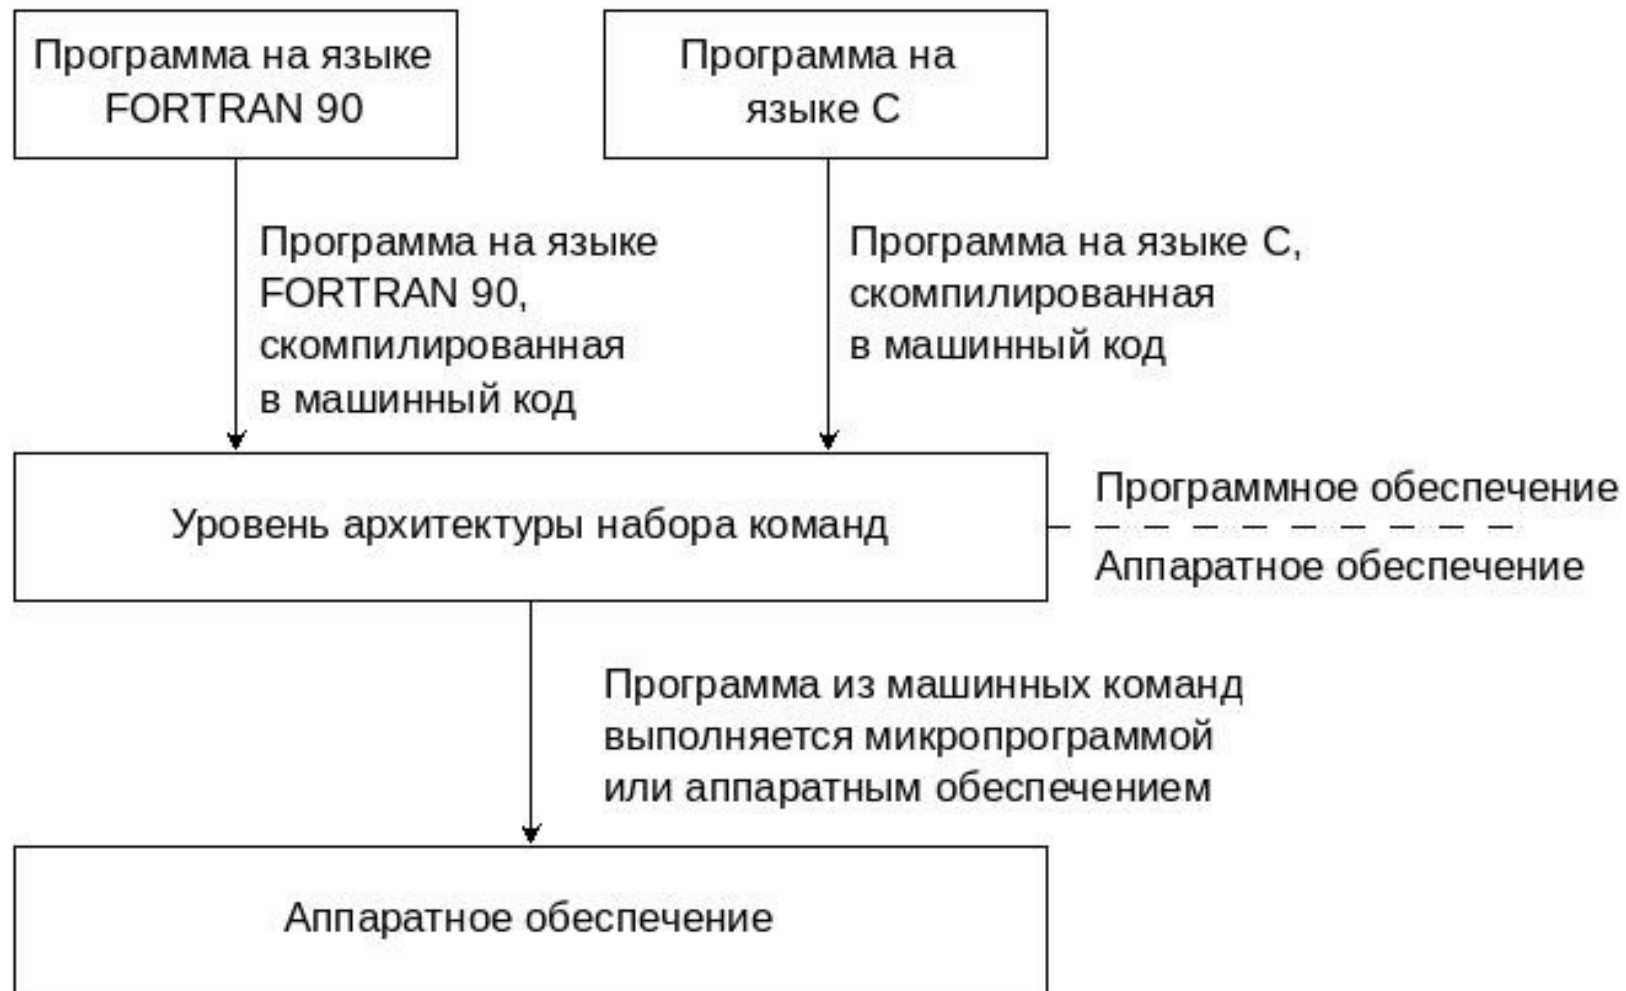 Программа на языке
FORTRAN 90
Программа на
языке C
Программа на языке
FORTRAN 90,
скомпилированная
в машинный код
Программа на языке C,
скомпилированная
в машинный код
Уровень архитектуры набора команд
Программное обеспечение
Аппаратное обеспечение
Программа из машинных команд
выполняется микропрограммой
или аппаратным обеспечением
Аппаратное обеспечение